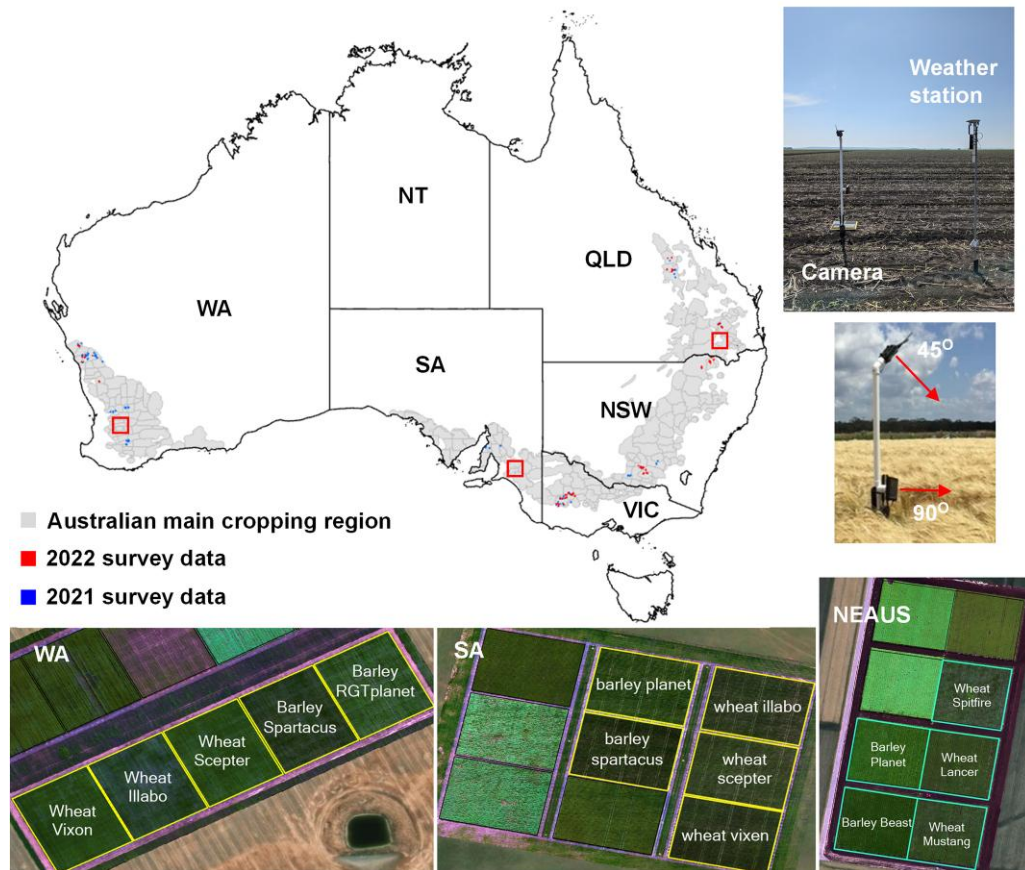 NT
QLD
WA
SA
NSW
VIC
Australian main cropping region
2022 survey data
2021 survey data
Weather
station
Camera
45O
90O
WA
Wheat
Vixon
Wheat
Illabo
Wheat
Scepter
Barley
Spartacus
Barley
RGTplanet
SA
barley planet
barley
spartacus
wheat illabo
wheat
scepter
wheat vixen
NEAUS
Wheat
Spitfire
Barley
Planet
Wheat
Lancer
Barley Beast
Wheat
Mustang